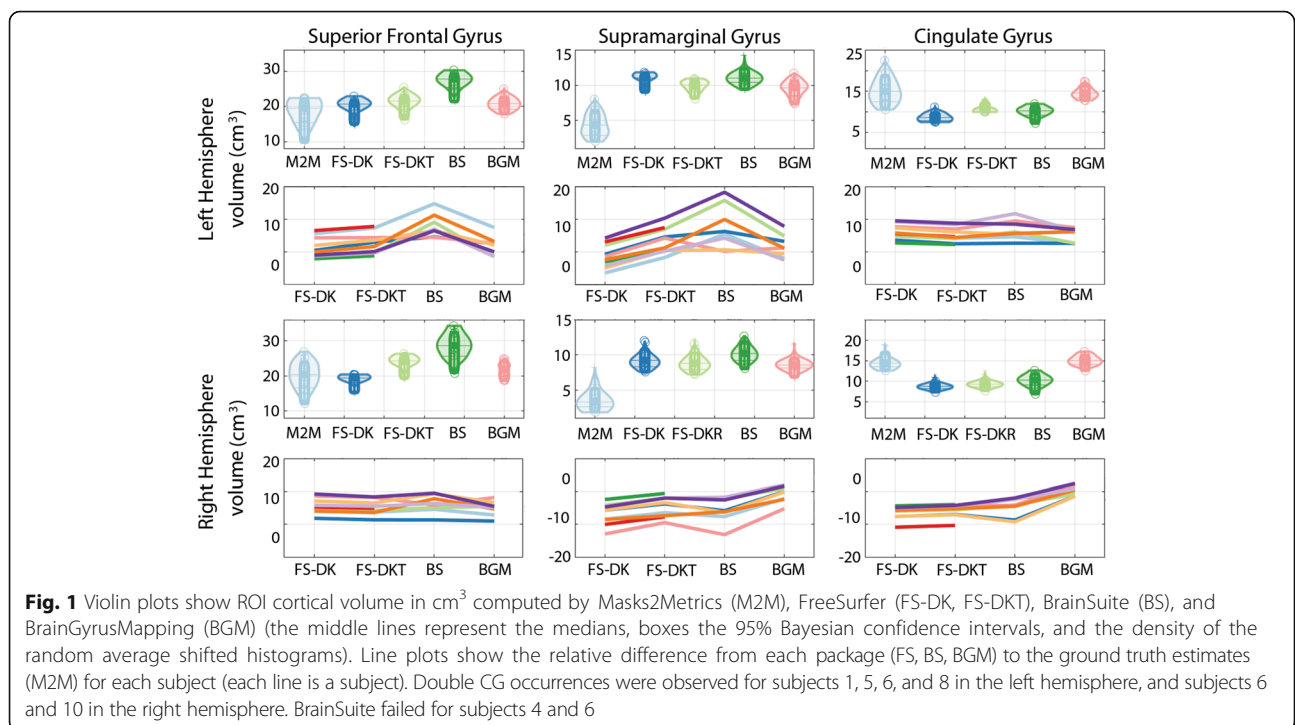 Superior Frontal Gyrus Supramarginal Gyrus Cingulate Gyrus
Left Hemisphere
volume (cm³)
30
20
10
M2M FS-DK FS-DKT BS BGM
15
10
5
M2M FS-DK FS-DKT BS BGM
25
20
15
10
5
M2M FS-DK FS-DKT BS BGM
20
10
0
FS-DK FS-DKT BS BGM
20
10
0
FS-DK FS-DKT BS BGM
20
10
0
FS-DK FS-DKT BS BGM
Right Hemisphere
volume (cm³)
30
20
10
M2M FS-DK FS-DKT BS BGM
15
10
5
M2M FS-DK FS-DKR BS BGM
20
15
10
5
M2M FS-DK FS-DKR BS BGM
20
10
0
FS-DK FS-DKT BS BGM
0
-10
-20
FS-DK FS-DKT BS BGM
0
-10
-20
FS-DK FS-DKT BS BGM
Fig. 1 Violin plots show ROI cortical volume in cm³ computed by Masks2Metrics (M2M), FreeSurfer (FS-DK, FS-DKT), BrainSuite (BS), and
BrainGyrusMapping (BGM) (the middle lines represent the medians, boxes the 95% Bayesian confidence intervals, and the density of the
random average shifted histograms). Line plots show the relative difference from each package (FS, BS, BGM) to the ground truth estimates
(M2M) for each subject (each line is a subject). Double CG occurrences were observed for subjects 1, 5, 6, and 8 in the left hemisphere, and subjects 6
and 10 in the right hemisphere. BrainSuite failed for subjects 4 and 6